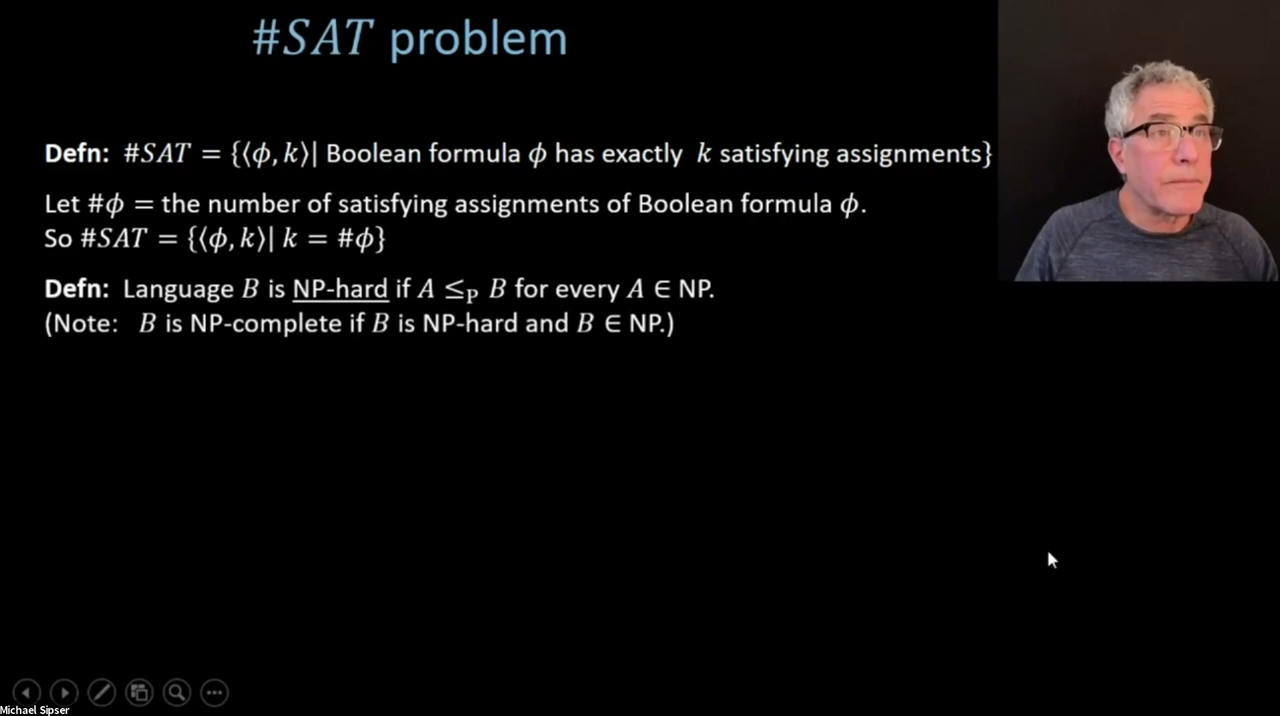 #SAT problem
Defn: #SAT = {⟨ϕ, k⟩| Boolean formula ϕ has exactly k satisfying assignments}
Let #ϕ = the number of satisfying assignments of Boolean formula ϕ.
So #SAT = {⟨ϕ, k⟩| k = #ϕ}
Defn: Language B is NP-hard if A ≤ₚ B for every A ∈ NP.
(Note: B is NP-complete if B is NP-hard and B ∈ NP.)
Michael Sipser